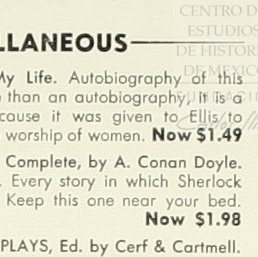 LLANEOUS
CENTRO D
ESTUDIOS
DE HISTORI
DE MEXICO
My Life. Autobiography of this
than an autobiography, it is a
cause it was given to Ellis to
worship of women. Now $1.49
Complete, by A. Conan Doyle.
. Every story in which Sherlock
Keep this one near your bed.
Now $1.98
PLAYS, Ed. by Cerf & Cartmell.